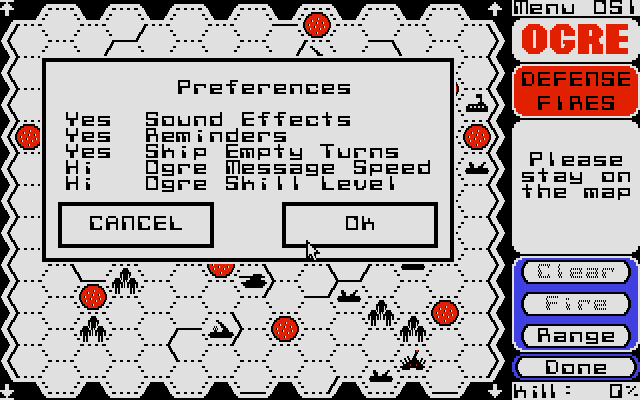 Menu OSI
OGRE
DEFENSE
FIRES
Preferences
Yes Sound Effects
Yes Reminders
Yes Skip Empty Turns
Hi Ogre Message Speed
Hi Ogre Skill Level
CANCEL
Ok
Please
stay on
the map
Clear
Fire
Range
Done
Kill: 0%